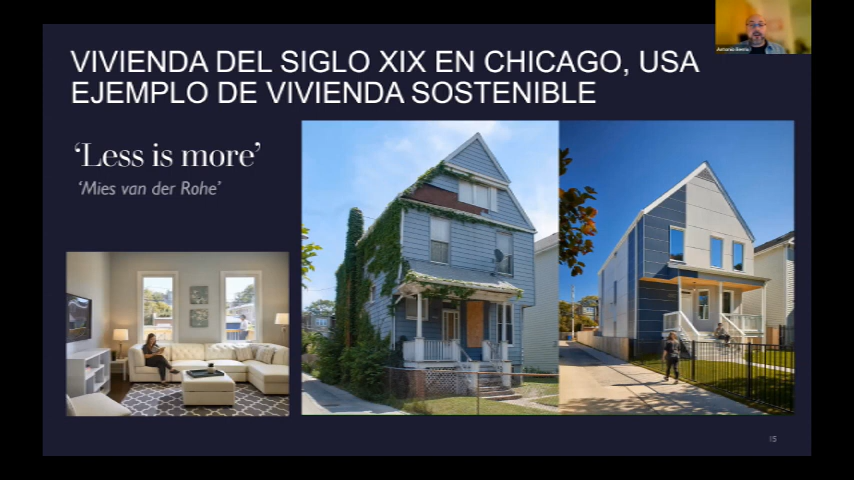 VIVIENDA DEL SIGLO XIX EN CHICAGO, USA
EJEMPLO DE VIVIENDA SOSTENIBLE
‘Less is more’
‘Mies van der Rohe’
15